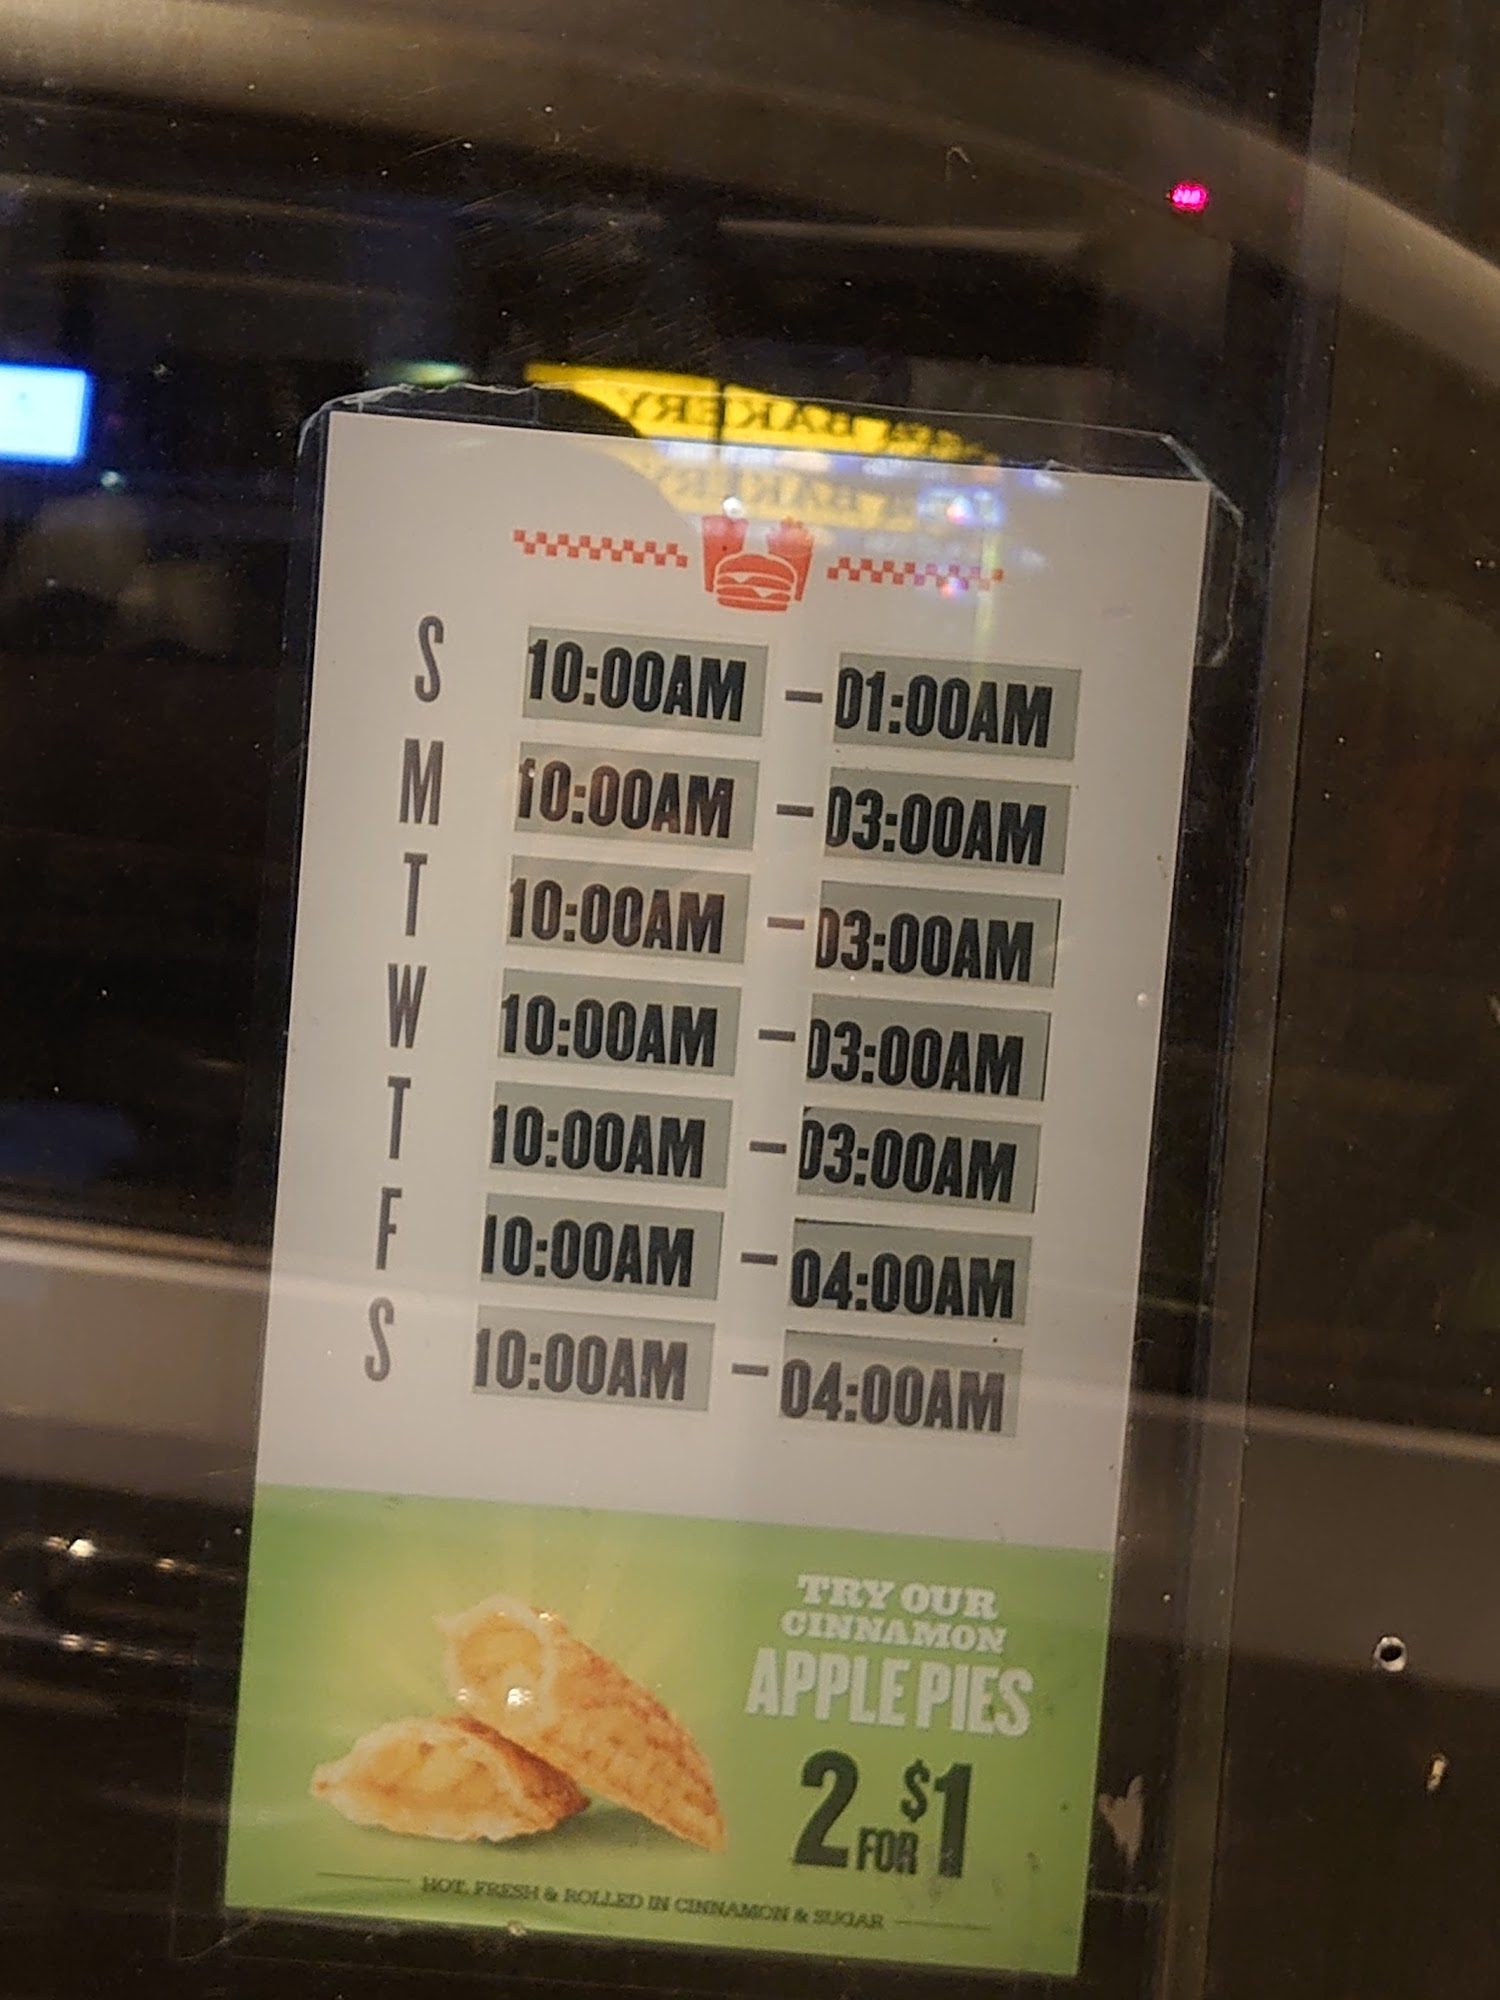 BAKERY
S 10:00AM – 01:00AM
M 10:00AM – 03:00AM
T 10:00AM – 03:00AM
W 10:00AM – 03:00AM
T 10:00AM – 03:00AM
F 10:00AM – 04:00AM
S 10:00AM – 04:00AM
TRY OUR
CINNAMON
APPLE PIES
2 FOR $1
HOT, FRESH & ROLLED IN CINNAMON & SUGAR